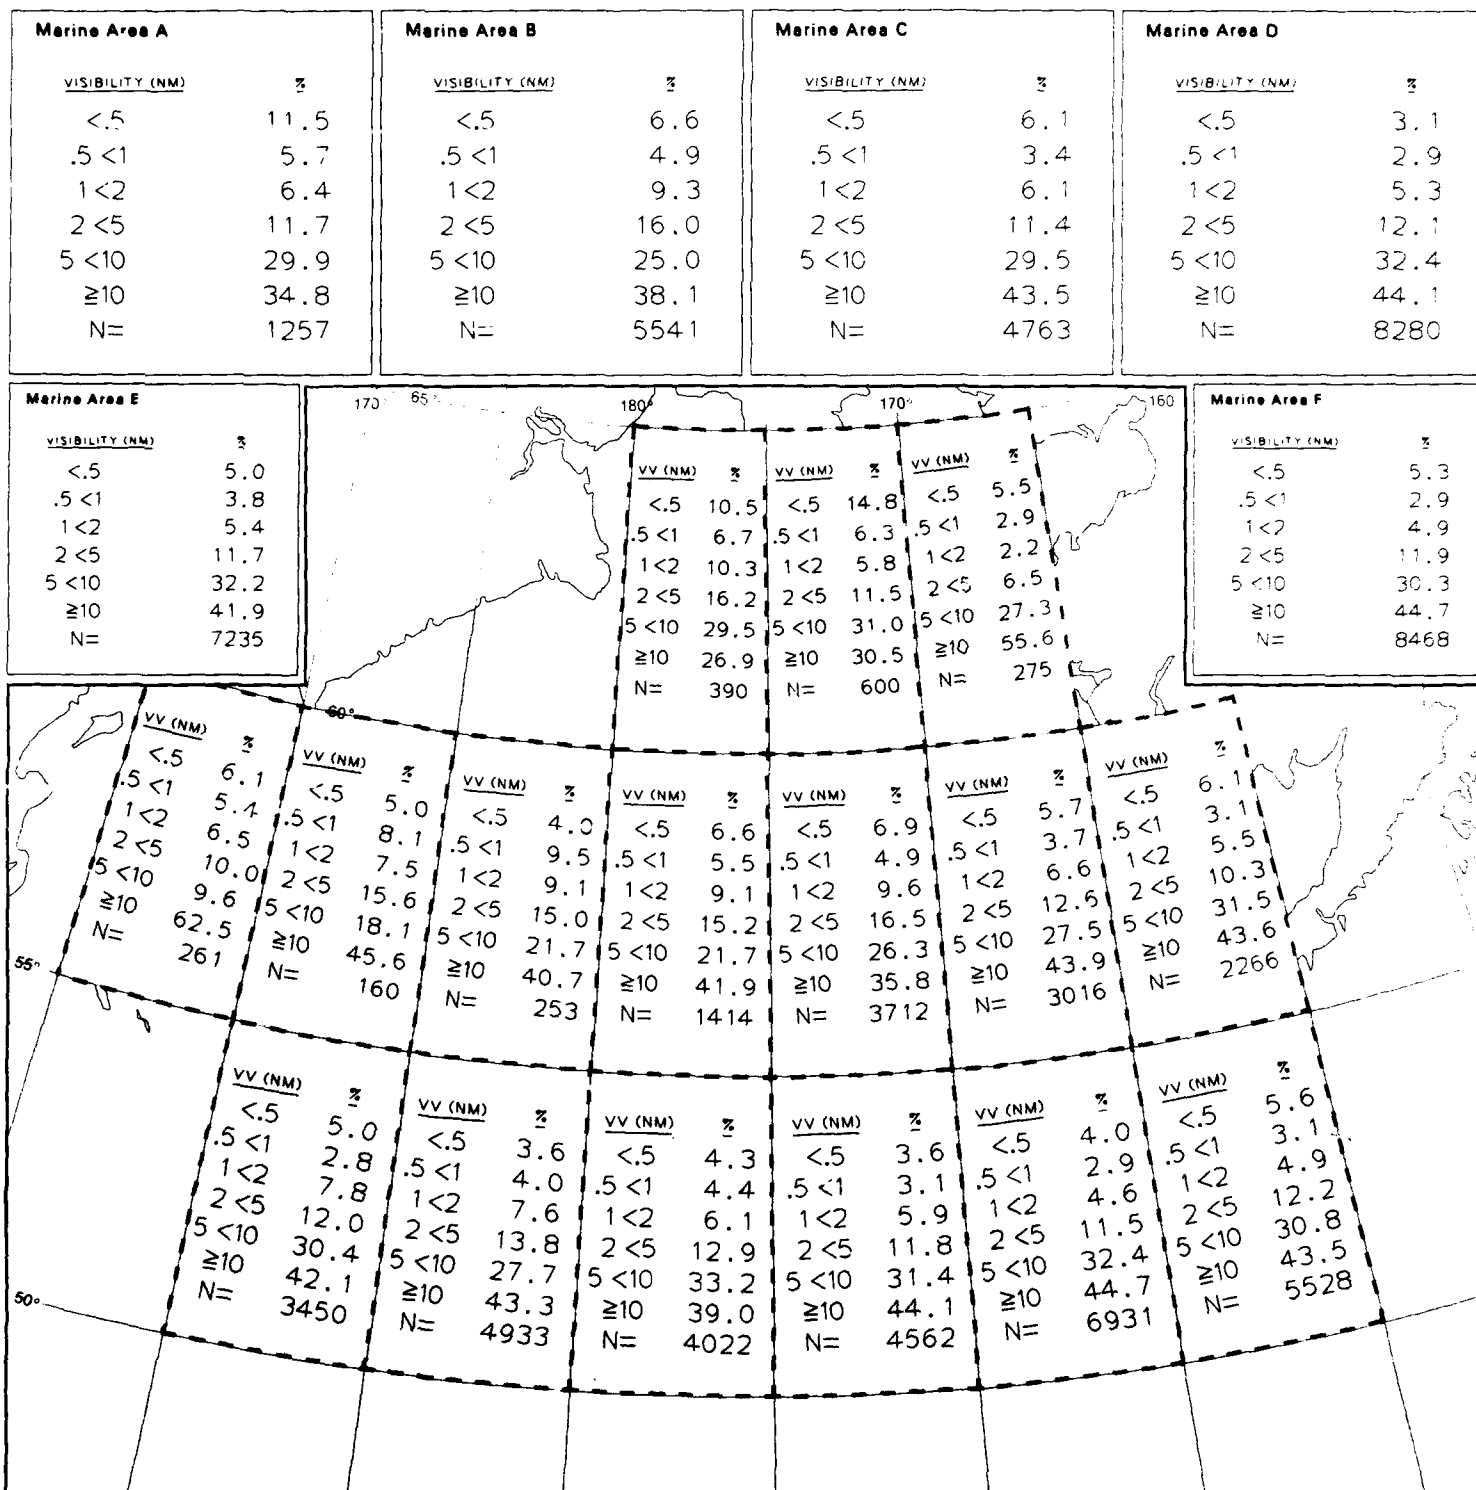 Marine Area A
VISIBILITY (NM) %
<.5 11.5
.5 <1 5.7
1<2 6.4
2 <5 11.7
5 <10 29.9
≧10 34.8
N= 1257
Marine Area B
VISIBILITY (NM) %
<.5 6.6
.5 <1 4.9
1<2 9.3
2 <5 16.0
5 <10 25.0
≧10 38.1
N= 5541
Marine Area C
VISIBILITY (NM) %
<.5 6.1
.5 <1 3.4
1<2 6.1
2 <5 11.4
5 <10 29.5
≧10 43.5
N= 4763
Marine Area D
VISIBILITY (NM) %
<.5 3.1
.5 <1 2.9
1<2 5.3
2 <5 12.1
5 <10 32.4
≧10 44.1
N= 8280
Marine Area E
VISIBILITY (NM) %
<.5 5.0
.5 <1 3.8
1<2 5.4
2 <5 11.7
5 <10 32.2
≧10 41.9
N= 7235
Marine Area F
VISIBILITY (NM) %
<.5 5.3
.5 <1 2.9
1<2 4.9
2 <5 11.9
5 <10 30.3
≧10 44.7
N= 8468
170 65° 180° 170° 160
VV (NM) %
<.5 10.5
.5 <1 6.7
1<2 10.3
2 <5 16.2
5 <10 29.5
≧10 26.9
N= 390
VV (NM) %
<.5 14.8
.5 <1 6.3
1<2 5.8
2 <5 11.5
5 <10 31.0
≧10 30.5
N= 600
VV (NM) %
<.5 5.5
.5 <1 2.9
1<2 2.2
2 <5 6.5
5 <10 27.3
≧10 55.6
N= 275
60°
VV (NM) %
<.5 6.1
.5 <1 5.4
1<2 6.5
2 <5 10.0
5 <10 9.6
≧10 62.5
N= 261
VV (NM) %
<.5 5.0
.5 <1 8.1
1<2 7.5
2 <5 15.6
5 <10 18.1
≧10 45.6
N= 160
VV (NM) %
<.5 4.0
.5 <1 9.5
1<2 9.1
2 <5 15.0
5 <10 21.7
≧10 40.7
N= 253
VV (NM) %
<.5 6.6
.5 <1 5.5
1<2 9.1
2 <5 15.2
5 <10 21.7
≧10 41.9
N= 1414
VV (NM) %
<.5 6.9
.5 <1 4.9
1<2 9.6
2 <5 16.5
5 <10 26.3
≧10 35.8
N= 3712
VV (NM) %
<.5 5.7
.5 <1 3.7
1<2 6.6
2 <5 12.6
5 <10 27.5
≧10 43.9
N= 3016
VV (NM) %
<.5 6.1
.5 <1 3.1
1<2 5.5
2 <5 10.3
5 <10 31.5
≧10 43.6
N= 2266
55°
VV (NM) %
<.5 5.0
.5 <1 2.8
1<2 7.8
2 <5 12.0
5 <10 30.4
≧10 42.1
N= 3450
VV (NM) %
<.5 3.6
.5 <1 4.0
1<2 7.6
2 <5 13.8
5 <10 27.7
≧10 43.3
N= 4933
VV (NM) %
<.5 4.3
.5 <1 4.4
1<2 6.1
2 <5 12.9
5 <10 33.2
≧10 39.0
N= 4022
VV (NM) %
<.5 3.6
.5 <1 3.1
1<2 5.9
2 <5 11.8
5 <10 31.4
≧10 44.1
N= 4562
VV (NM) %
<.5 4.0
.5 <1 2.9
1<2 4.6
2 <5 11.5
5 <10 32.4
≧10 44.7
N= 6931
VV (NM) %
<.5 5.6
.5 <1 3.1
1<2 4.9
2 <5 12.2
5 <10 30.8
≧10 43.5
N= 5528
50°